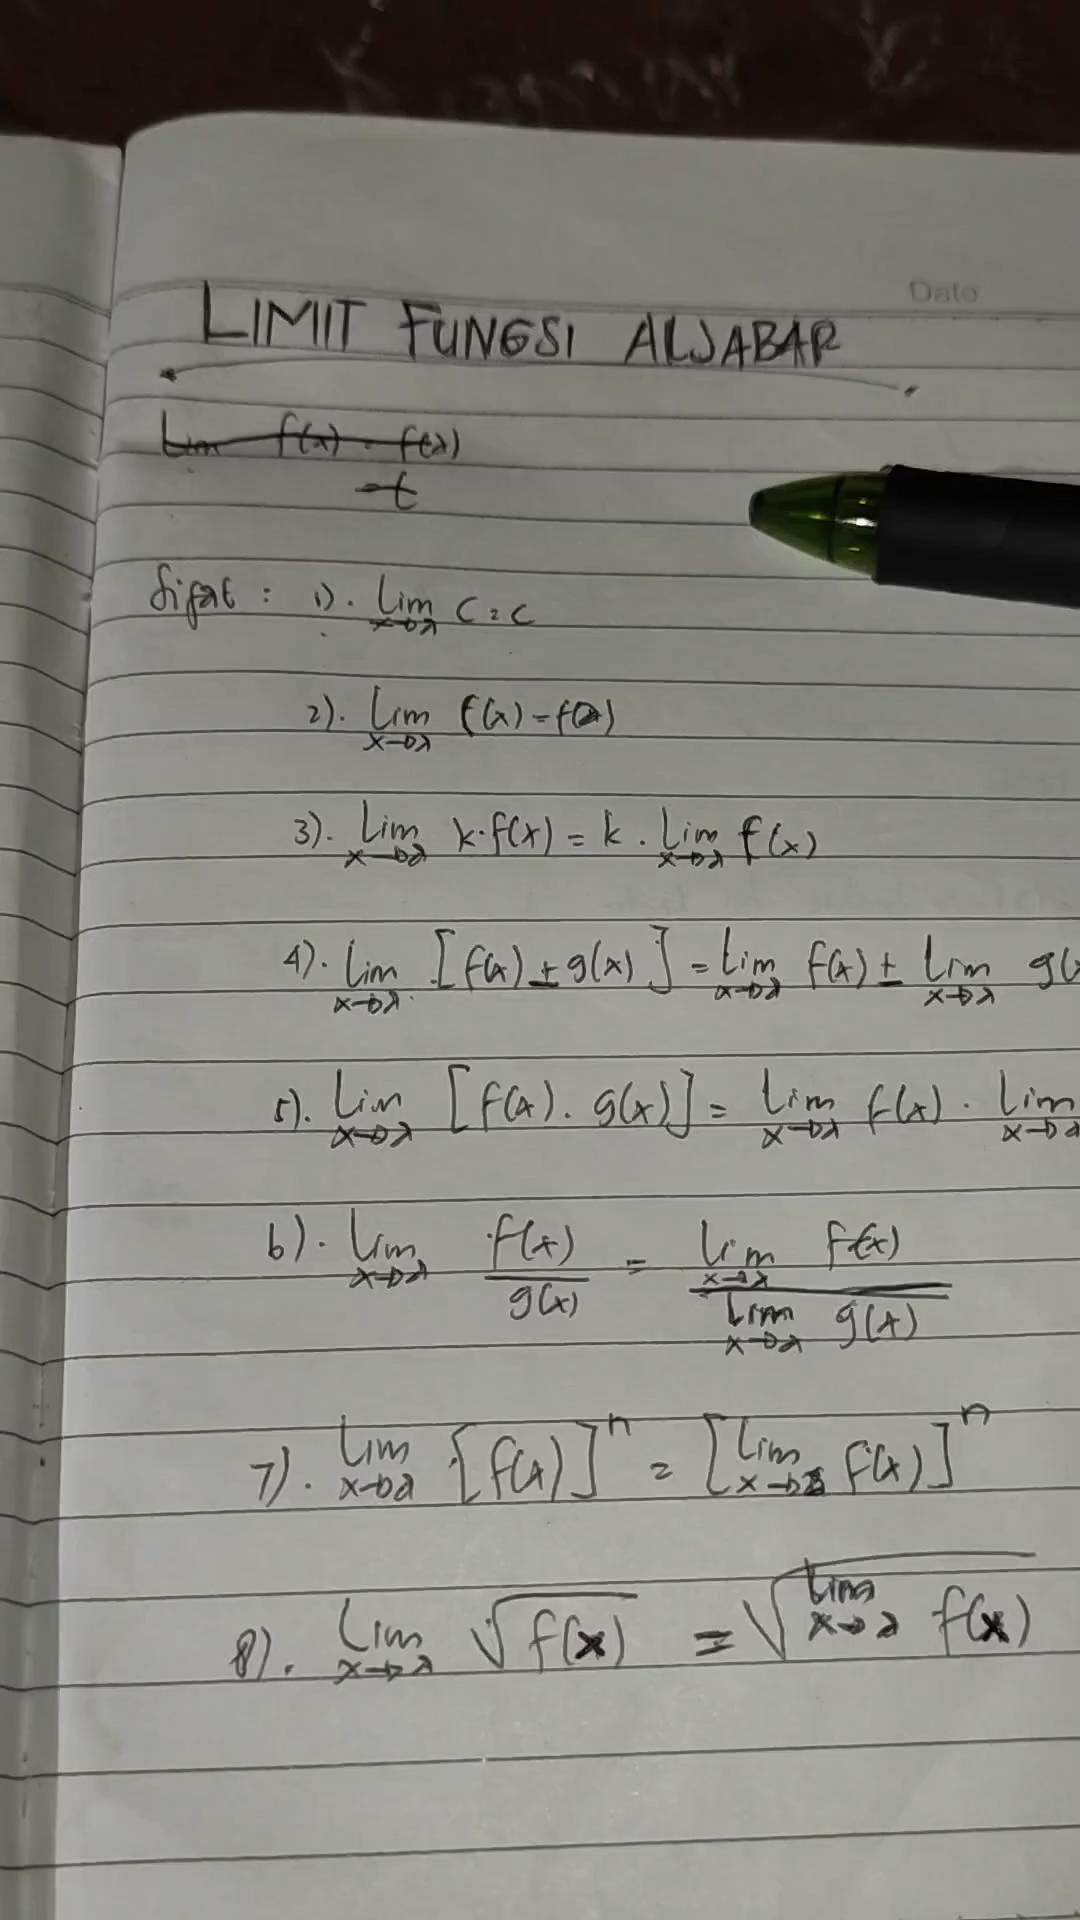 Date
LIMIT FUNGSI ALJABAR
Lim f(x) . f(a)
Sifat : 1). Lim x→a c = c
2). Lim x→a f(x) = f(a)
3). Lim x→a k.f(x) = k . Lim x→a f(x)
4). Lim x→a [f(x) ± g(x)] = Lim x→a f(x) ± Lim x→a g(x
5). Lim x→a [f(x) . g(x)] = Lim x→a f(x) . Lim x→a
6). Lim x→a f(x)/g(x) = Lim x→a f(x) / Lim x→a g(x)
7). Lim x→a [f(x)]ⁿ = [Lim x→a f(x)]ⁿ
8). Lim x→a √f(x) = √Lim x→a f(x)